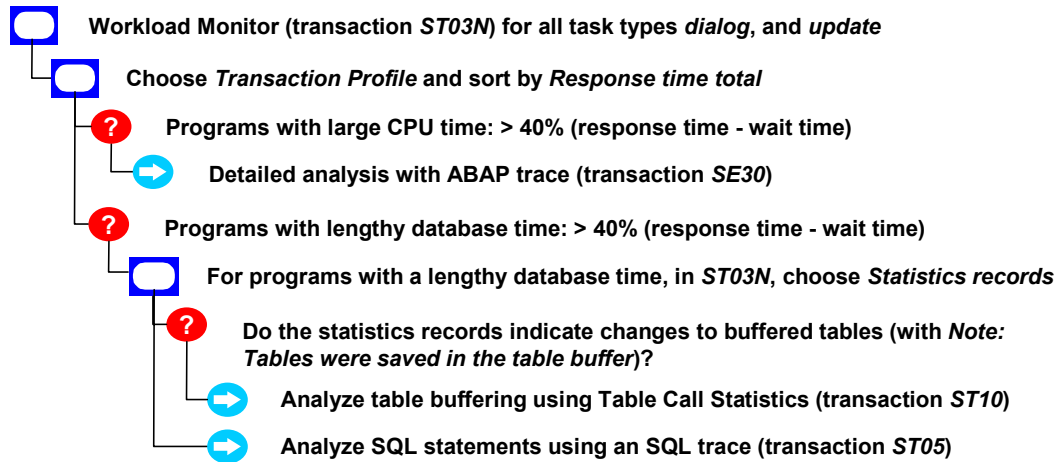 Workload Monitor (transaction ST03N) for all task types dialog, and update
Choose Transaction Profile and sort by Response time total
? Programs with large CPU time: > 40% (response time - wait time)
Detailed analysis with ABAP trace (transaction SE30)
? Programs with lengthy database time: > 40% (response time - wait time)
For programs with a lengthy database time, in ST03N, choose Statistics records
? Do the statistics records indicate changes to buffered tables (with Note:
Tables were saved in the table buffer)?
Analyze table buffering using Table Call Statistics (transaction ST10)
Analyze SQL statements using an SQL trace (transaction ST05)